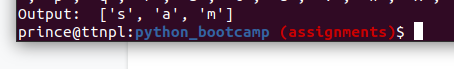 Output:  ['s', 'a', 'm']
prince@ttnpl:python_bootcamp (assignments)$